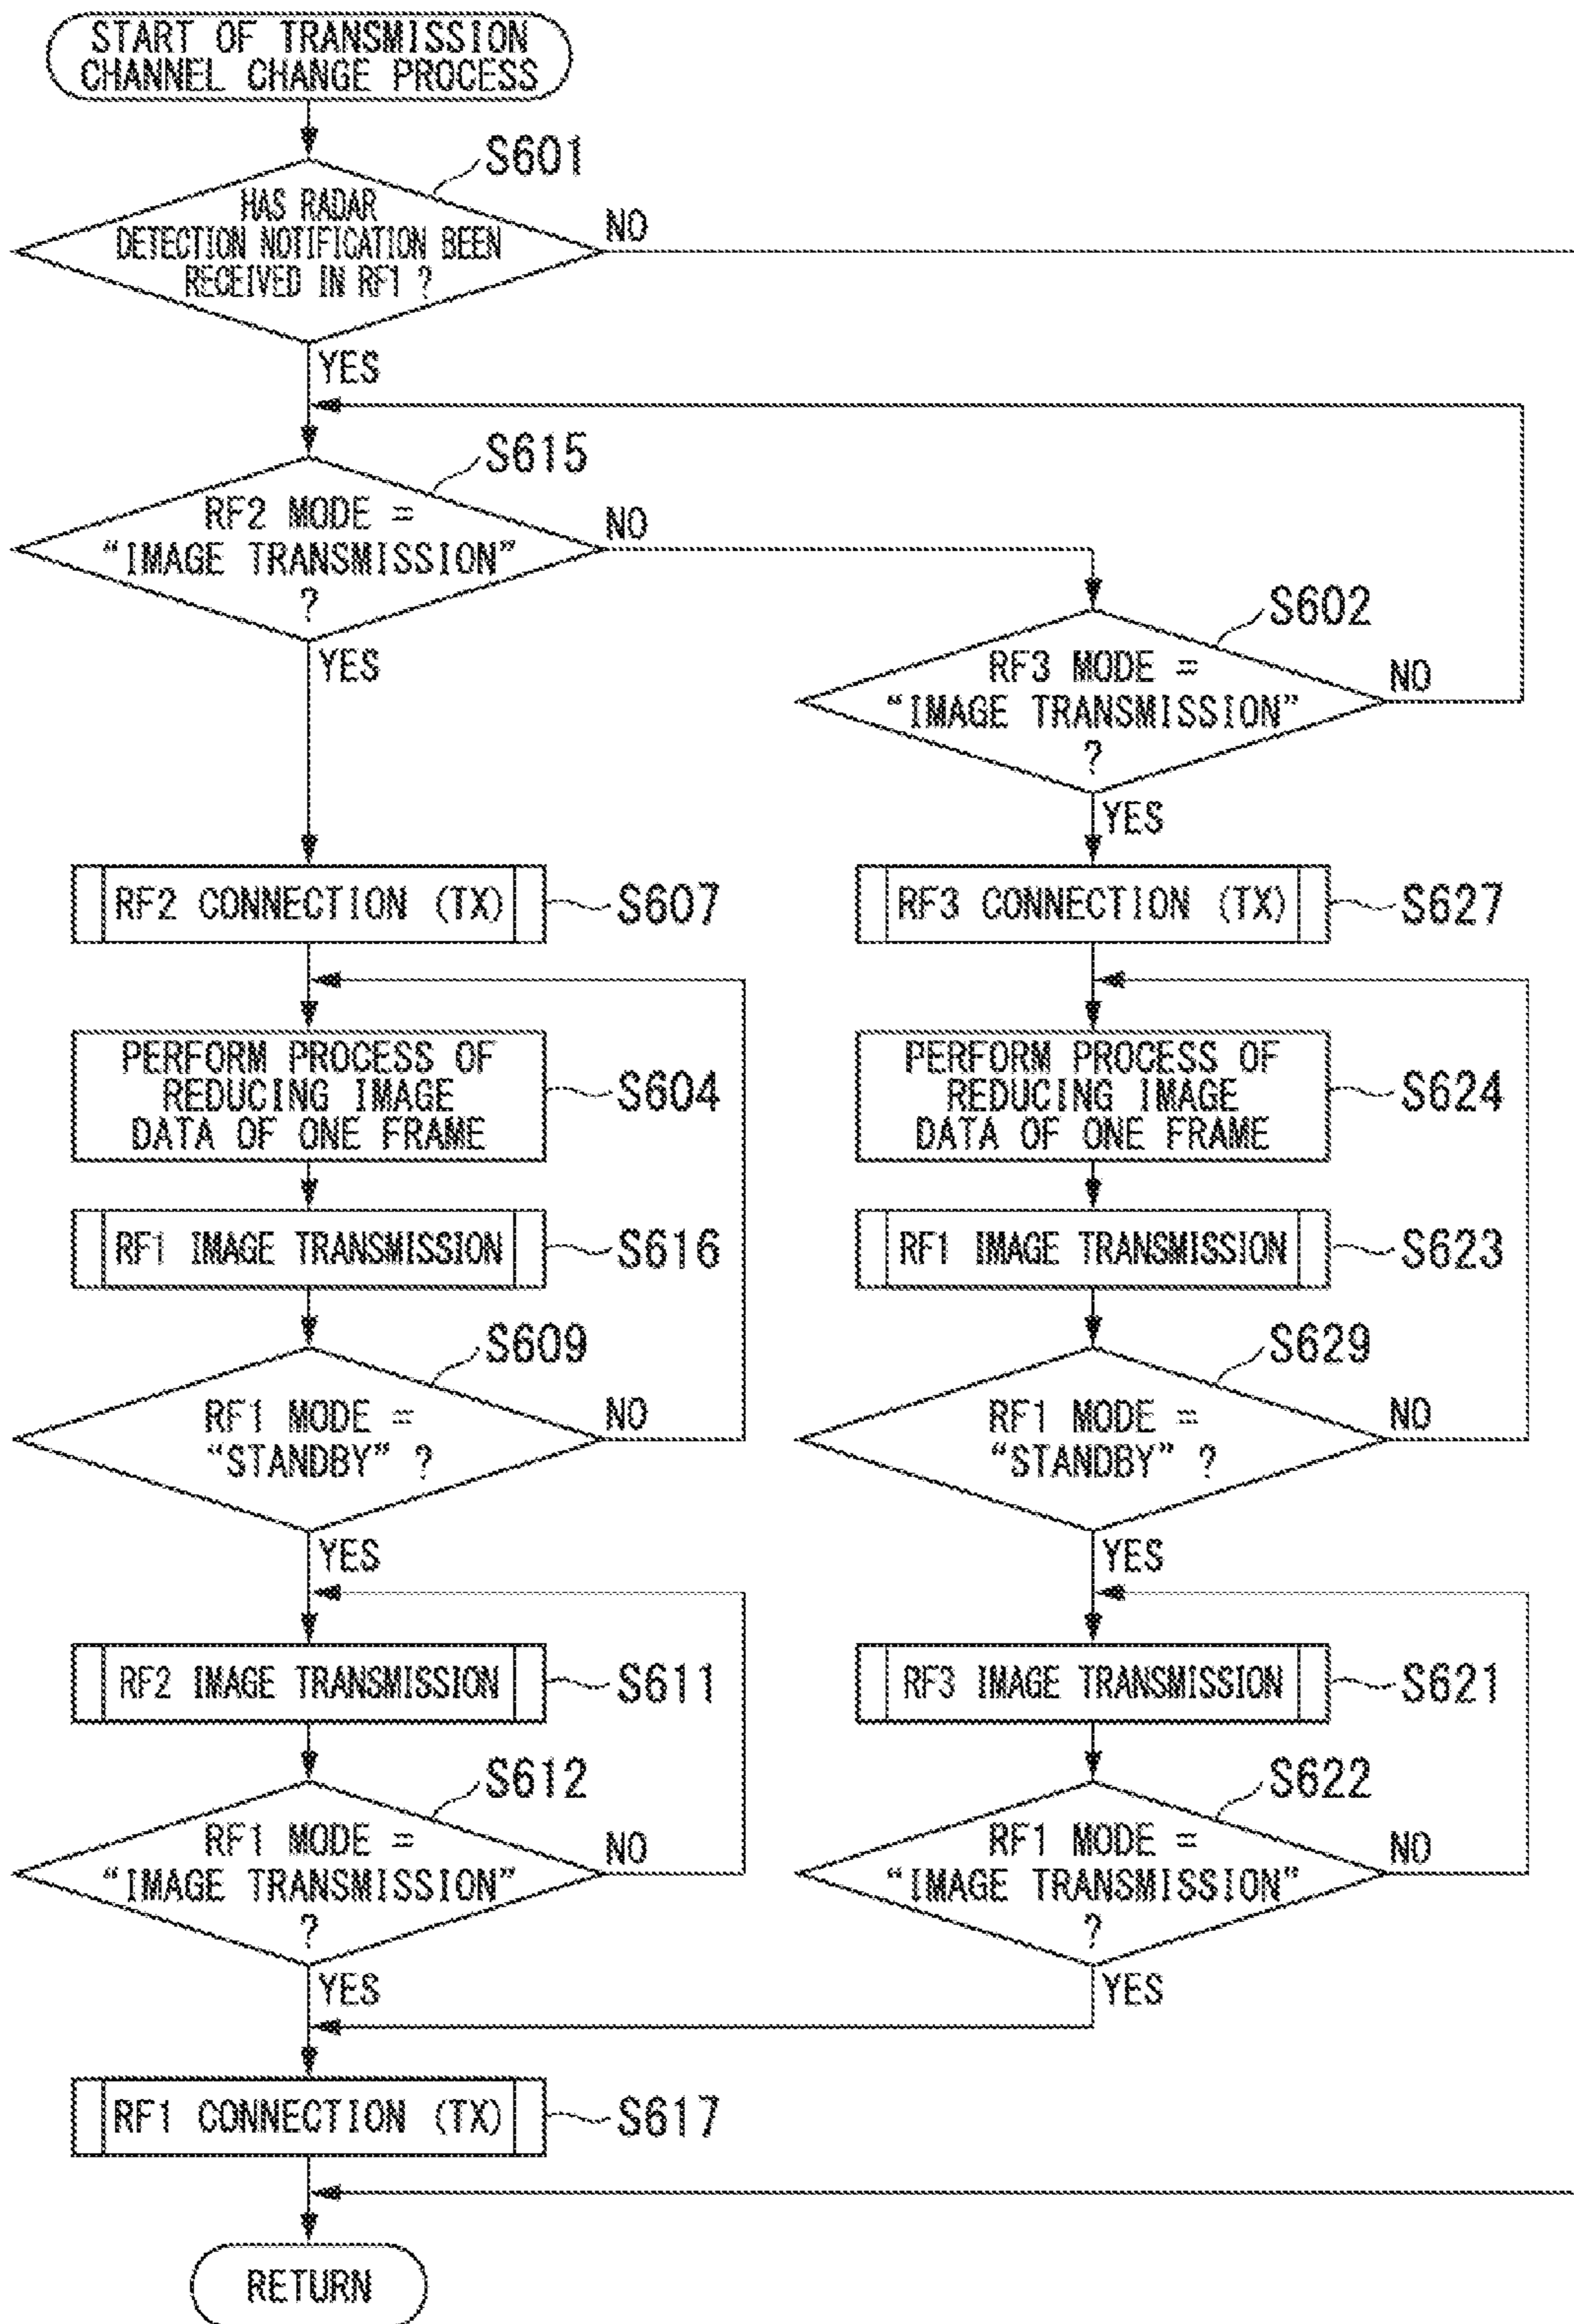 START OF TRANSMISSION
CHANNEL CHANGE PROCESS
S601
HAS RADAR
DETECTION NOTIFICATION BEEN
RECEIVED IN RF1 ?
NO
YES
S615
RF2 MODE =
“IMAGE TRANSMISSION”
?
NO
YES
S602
RF3 MODE =
“IMAGE TRANSMISSION”
?
NO
YES
RF2 CONNECTION (TX)
S607
RF3 CONNECTION (TX)
S627
PERFORM PROCESS OF
REDUCING IMAGE
DATA OF ONE FRAME
S604
PERFORM PROCESS OF
REDUCING IMAGE
DATA OF ONE FRAME
S624
RF1 IMAGE TRANSMISSION
S616
RF1 IMAGE TRANSMISSION
S623
S609
RF1 MODE =
“STANDBY” ?
NO
YES
S629
RF1 MODE =
“STANDBY” ?
NO
YES
RF2 IMAGE TRANSMISSION
S611
RF3 IMAGE TRANSMISSION
S621
S612
RF1 MODE =
“IMAGE TRANSMISSION”
?
NO
YES
S622
RF1 MODE =
“IMAGE TRANSMISSION”
?
NO
YES
RF1 CONNECTION (TX)
S617
RETURN